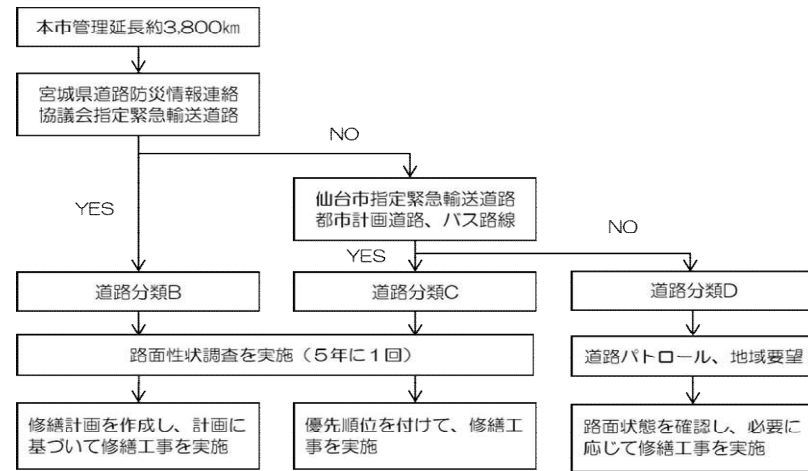 本市管理延長約3,800㎞
宮城県道路防災情報連絡
協議会指定緊急輸送道路
NO
仙台市指定緊急輸送道路
都市計画道路、バス路線
YES
NO
YES
道路分類B
道路分類C
道路分類D
路面性状調査を実施（５年に１回）
道路パトロール、地域要望
修繕計画を作成し、計画に
基づいて修繕工事を実施
優先順位を付けて、修繕工
事を実施
路面状態を確認し、必要に
応じて修繕工事を実施